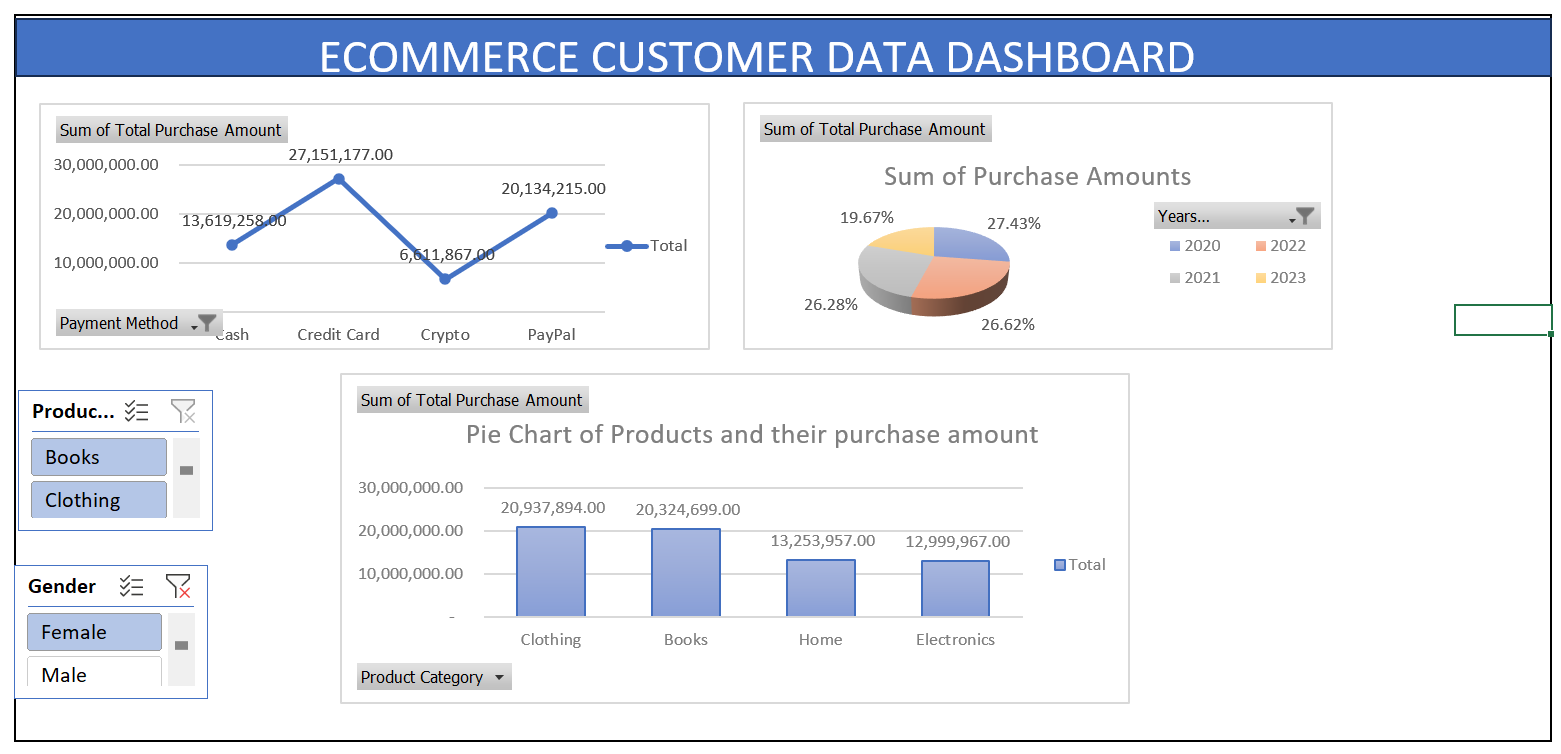 ECOMMERCE CUSTOMER DATA DASHBOARD
Sum of Total Purchase Amount
30,000,000.00
20,000,000.00
10,000,000.00
13,619,258.00
27,151,177.00
6,611,867.00
20,134,215.00
Total
Payment Method
Cash
Credit Card
Crypto
PayPal
Sum of Total Purchase Amount
Sum of Purchase Amounts
19.67%
27.43%
26.28%
26.62%
Years...
2020
2022
2021
2023
Produc...
Books
Clothing
Gender
Female
Male
Sum of Total Purchase Amount
Pie Chart of Products and their purchase amount
30,000,000.00
20,000,000.00
10,000,000.00
-
20,937,894.00
20,324,699.00
13,253,957.00
12,999,967.00
Total
Clothing
Books
Home
Electronics
Product Category